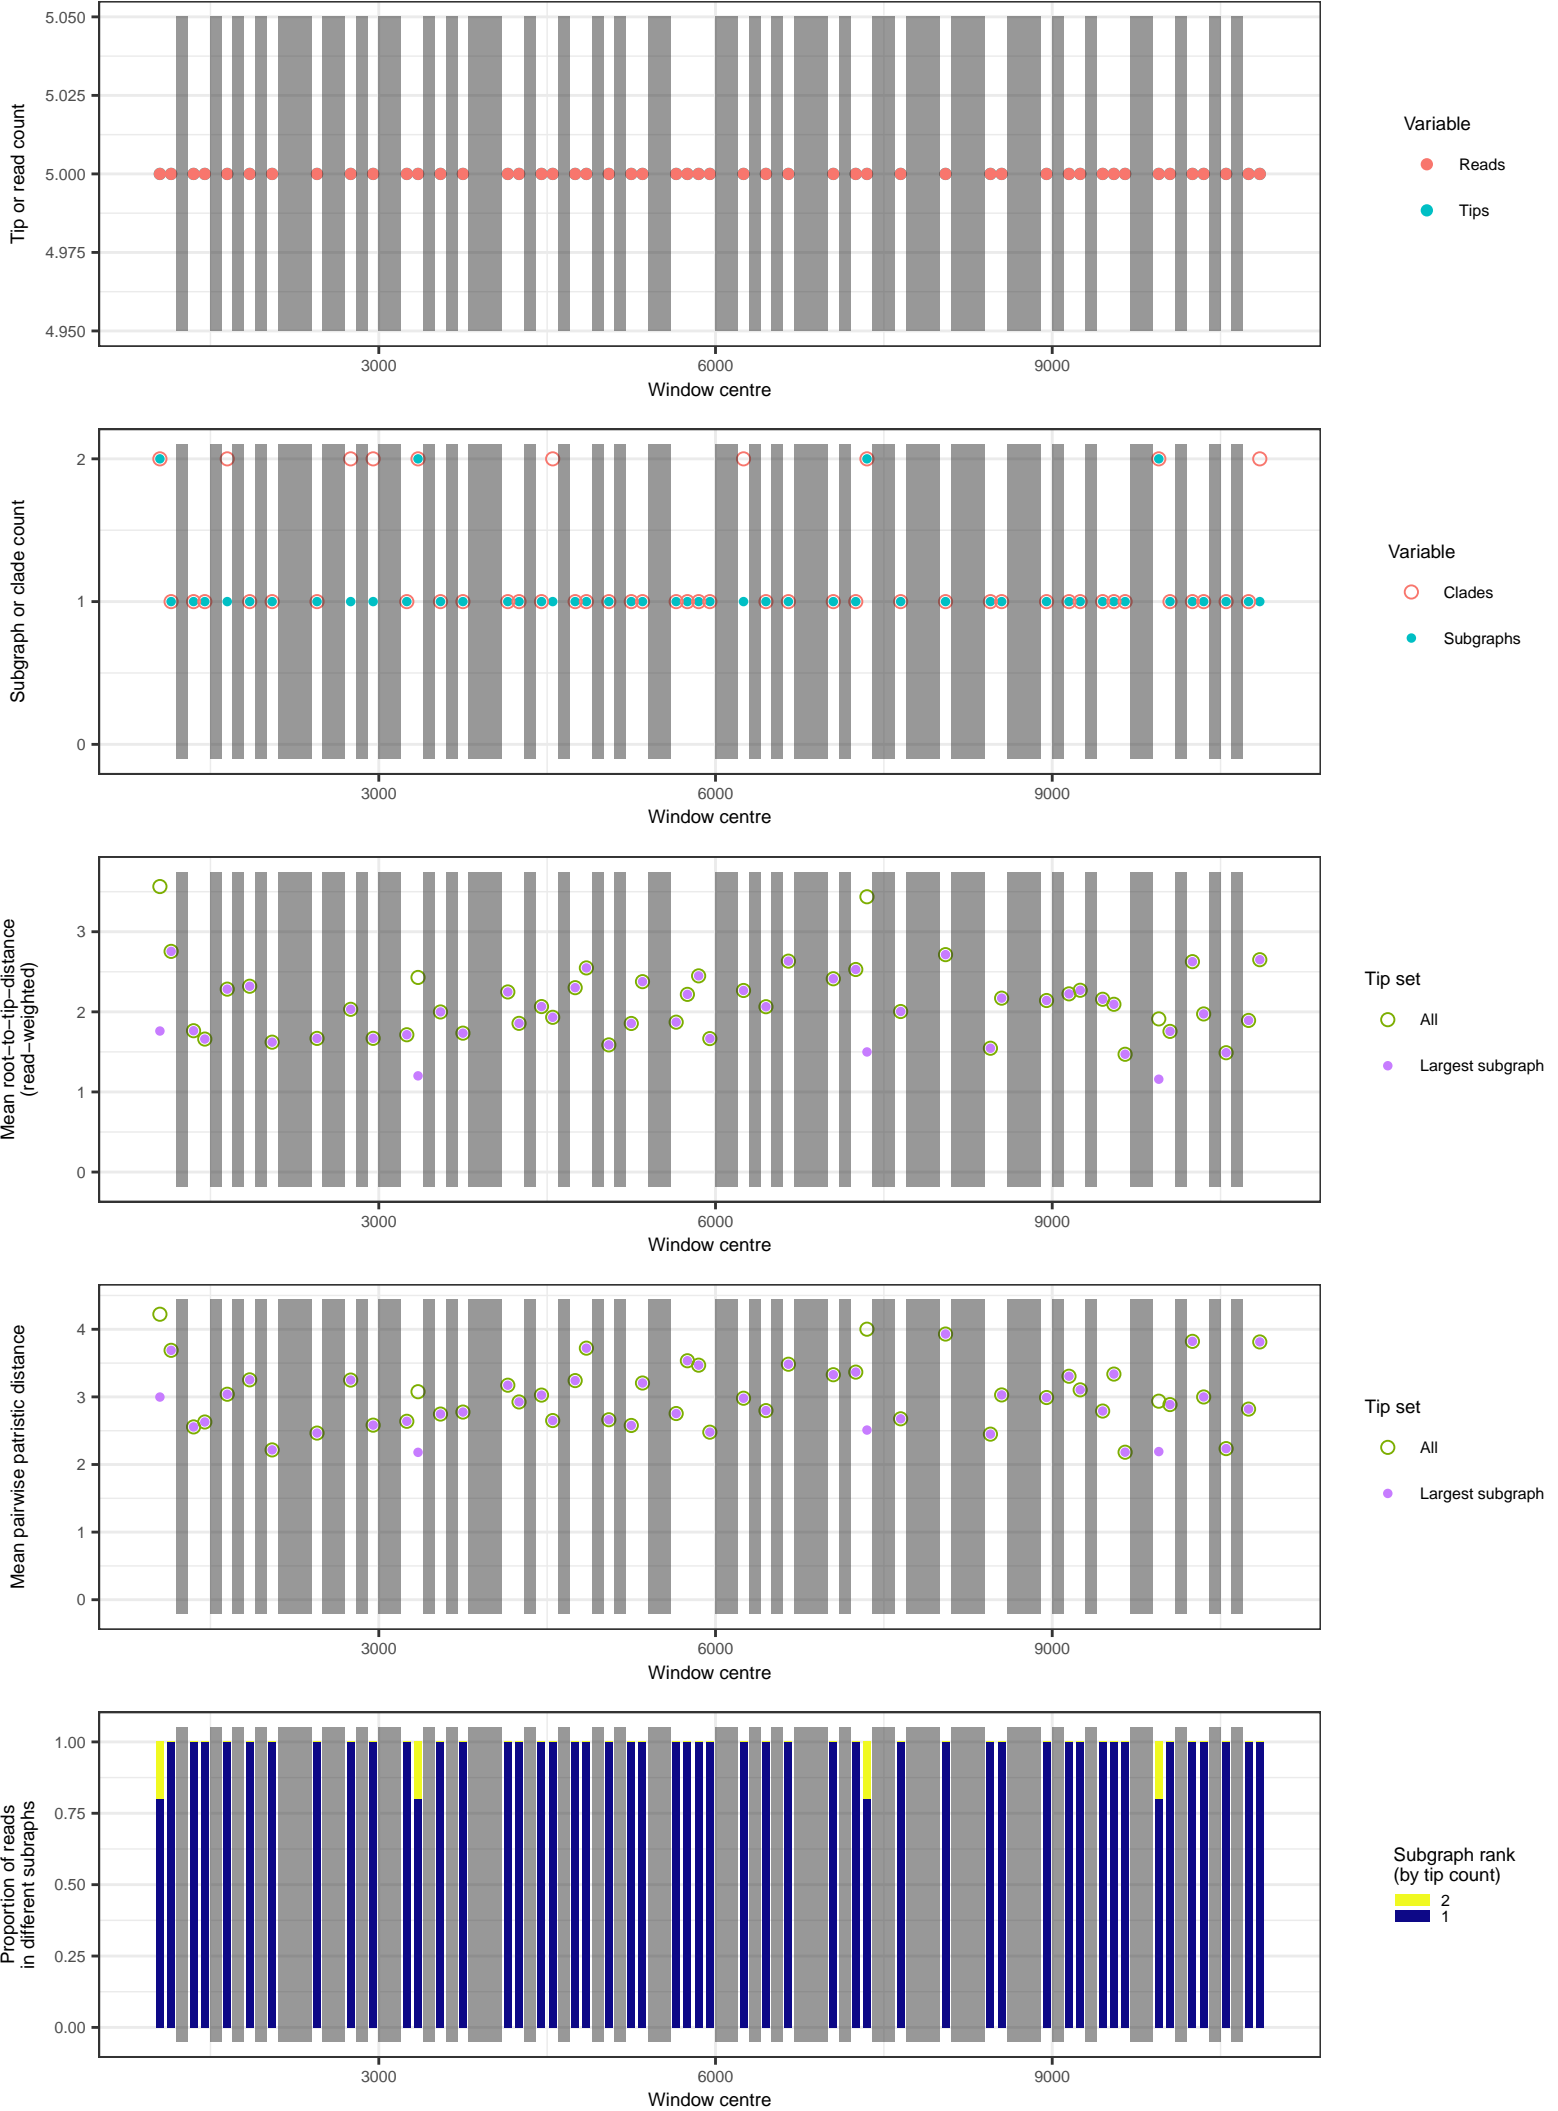 5.050
5.025
5.000
4.975
4.950
Tip or read count
3000
6000
9000
Window centre
Variable
Reads
Tips
2
1
0
Subgraph or clade count
3000
6000
9000
Window centre
Variable
Clades
Subgraphs
3
2
1
0
Mean root−to−tip−distance
(read−weighted)
3000
6000
9000
Window centre
Tip set
All
Largest subgraph
4
3
2
1
0
Mean pairwise patristic distance
3000
6000
9000
Window centre
Tip set
All
Largest subgraph
1.00
0.75
0.50
0.25
0.00
Proportion of reads
in different subraphs
3000
6000
9000
Window centre
Subgraph rank
(by tip count)
2
1